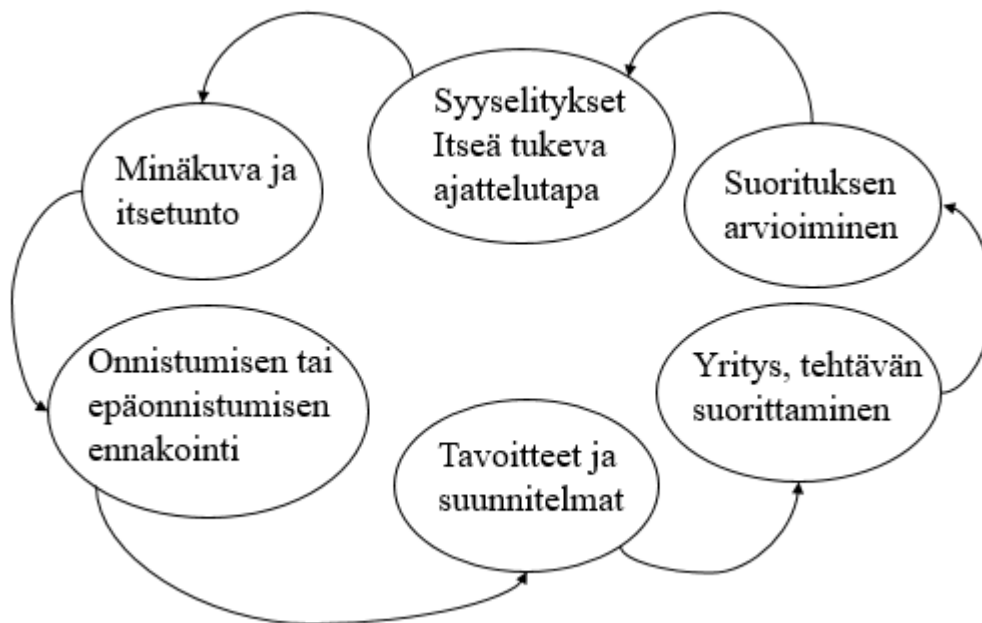 Syyselitykset
Itseä tukeva
ajattelutapa
Minäkuva ja
itsetunto
Suorituksen
arvioiminen
Onnistumisen tai
epäonnistumisen
ennakointi
Yritys, tehtävän
suorittaminen
Tavoitteet ja
suunnitelmat